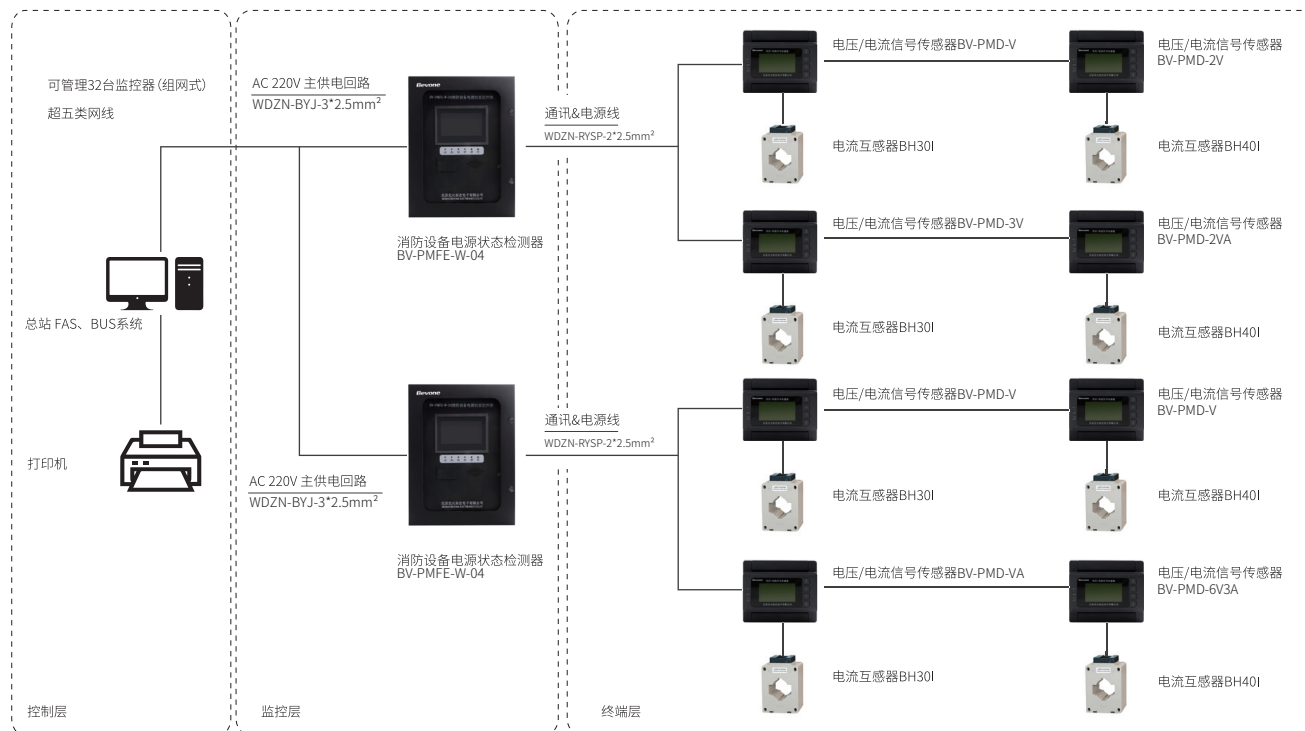 可管理32台监控器(组网式)
超五类网线
总站 FAS、BUS系统
打印机
控制层
AC 220V 主供电回路
WDZN-BYJ-3*2.5mm²
Bevone
消防设备电源状态检测器
BV-PMFE-W-04
AC 220V 主供电回路
WDZN-BYJ-3*2.5mm²
Bevone
消防设备电源状态检测器
BV-PMFE-W-04
监控层
通讯&电源线
WDZN-RYSP-2*2.5mm²
通讯&电源线
WDZN-RYSP-2*2.5mm²
电压/电流信号传感器BV-PMD-V
电压/电流信号传感器
BV-PMD-2V
电流互感器BH30I
电流互感器BH40I
电压/电流信号传感器BV-PMD-3V
电压/电流信号传感器
BV-PMD-2VA
电流互感器BH30I
电流互感器BH40I
电压/电流信号传感器BV-PMD-V
电压/电流信号传感器
BV-PMD-V
电流互感器BH30I
电流互感器BH40I
电压/电流信号传感器BV-PMD-VA
电压/电流信号传感器
BV-PMD-6V3A
电流互感器BH30I
电流互感器BH40I
终端层